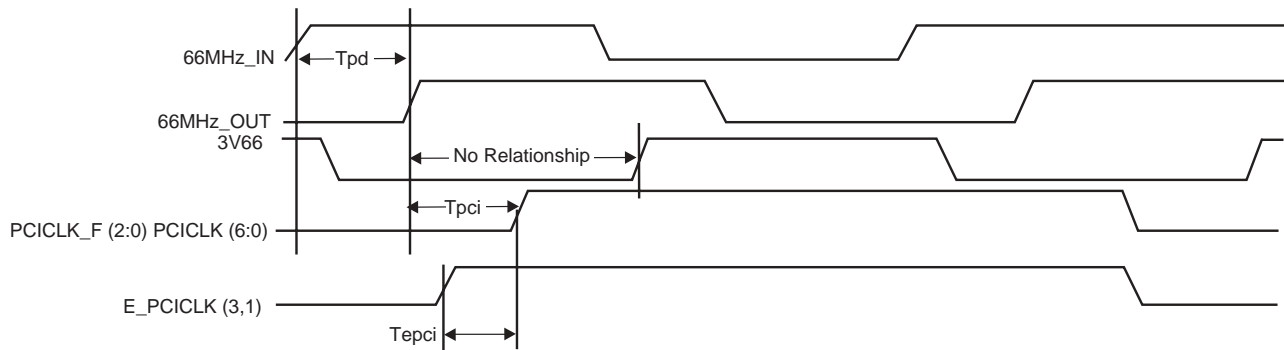 66MHz_IN
Tpd
66MHz_OUT
3V66
No Relationship
Tpci
PCICLK_F (2:0) PCICLK (6:0)
E_PCICLK (3,1)
Tepci